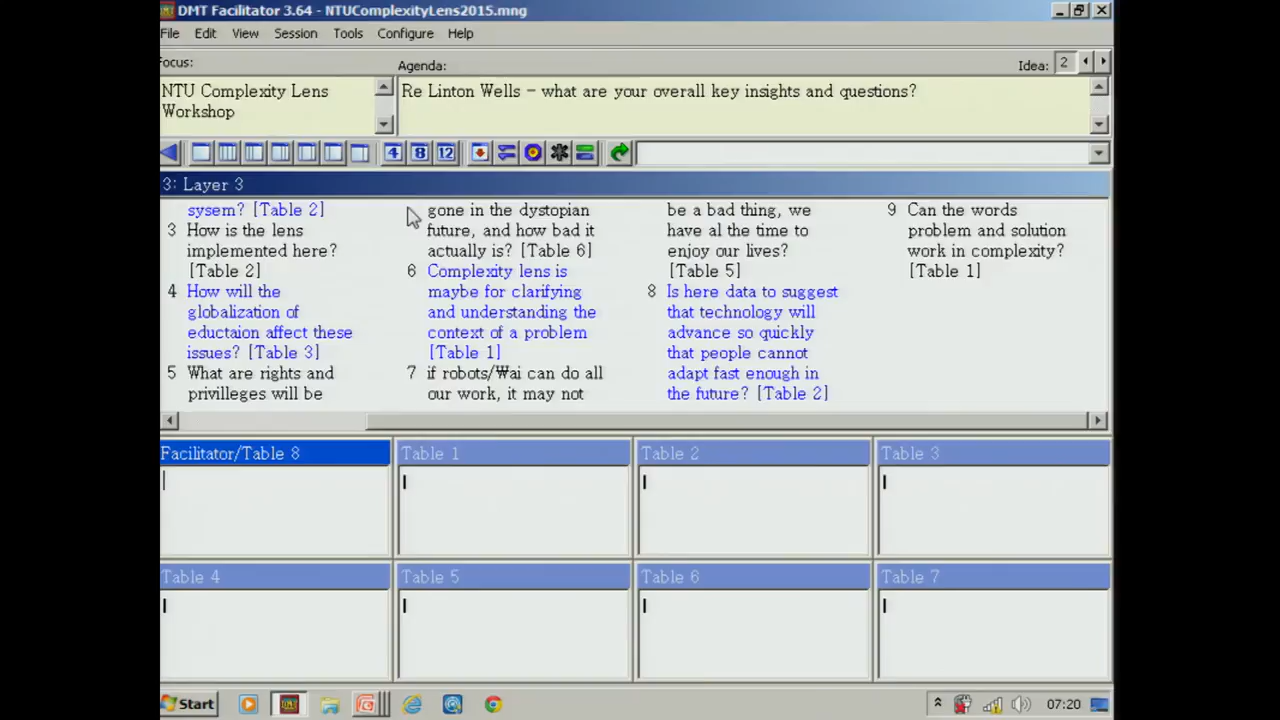 DMT Facilitator 3.64 - NTUComplexityLens2015.mng
File Edit View Session Tools Configure Help
Focus:
Agenda:
Idea: 2
NTU Complexity Lens
Workshop
Re Linton Wells - what are your overall key insights and questions?
4 8 12
3: Layer 3
sysem? [Table 2]
3 How is the lens
implemented here?
[Table 2]
4 How will the
globalization of
eductaion affect these
issues? [Table 3]
5 What are rights and
privilleges will be
gone in the dystopian
future, and how bad it
actually is? [Table 6]
6 Complexity lens is
maybe for clarifying
and understanding the
context of a problem
[Table 1]
7 if robots/₩ai can do all
our work, it may not
be a bad thing, we
have al the time to
enjoy our lives?
[Table 5]
8 Is here data to suggest
that technology will
advance so quickly
that people cannot
adapt fast enough in
the future? [Table 2]
9 Can the words
problem and solution
work in complexity?
[Table 1]
Facilitator/Table 8
Table 1
Table 2
Table 3
Table 4
Table 5
Table 6
Table 7
Start
07:20